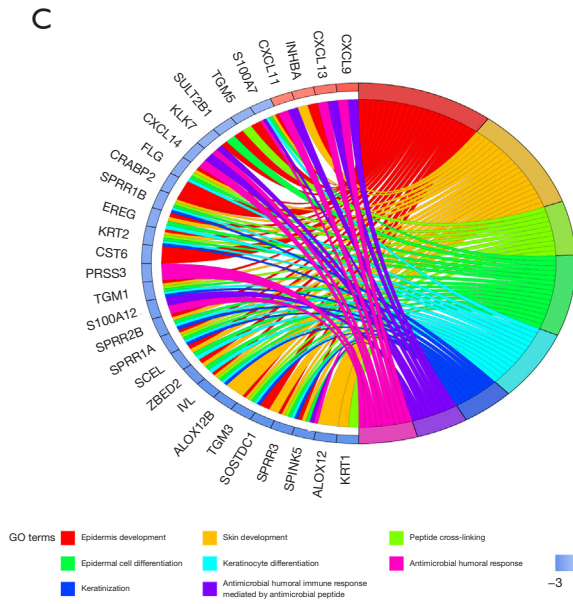 C
CXCL9
CXCL13
INHBA
CXCL11
S100A7
TGM5
SULT2B1
KLK7
CXCL14
FLG
CRABP2
SPRR1B
EREG
KRT2
CST6
PRSS3
TGM1
S100A12
SPRR2B
SPRR1A
SCEL
ZBED2
IVL
ALOX12B
TGM3
SOSTDC1
SPRR3
SPINK5
ALOX12
KRT1
GO terms
Epidermis development
Skin development
Peptide cross-linking
Epidermal cell differentiation
Keratinocyte differentiation
Antimicrobial humoral response
Keratinization
Antimicrobial humoral immune response
mediated by antimicrobial peptide
−3